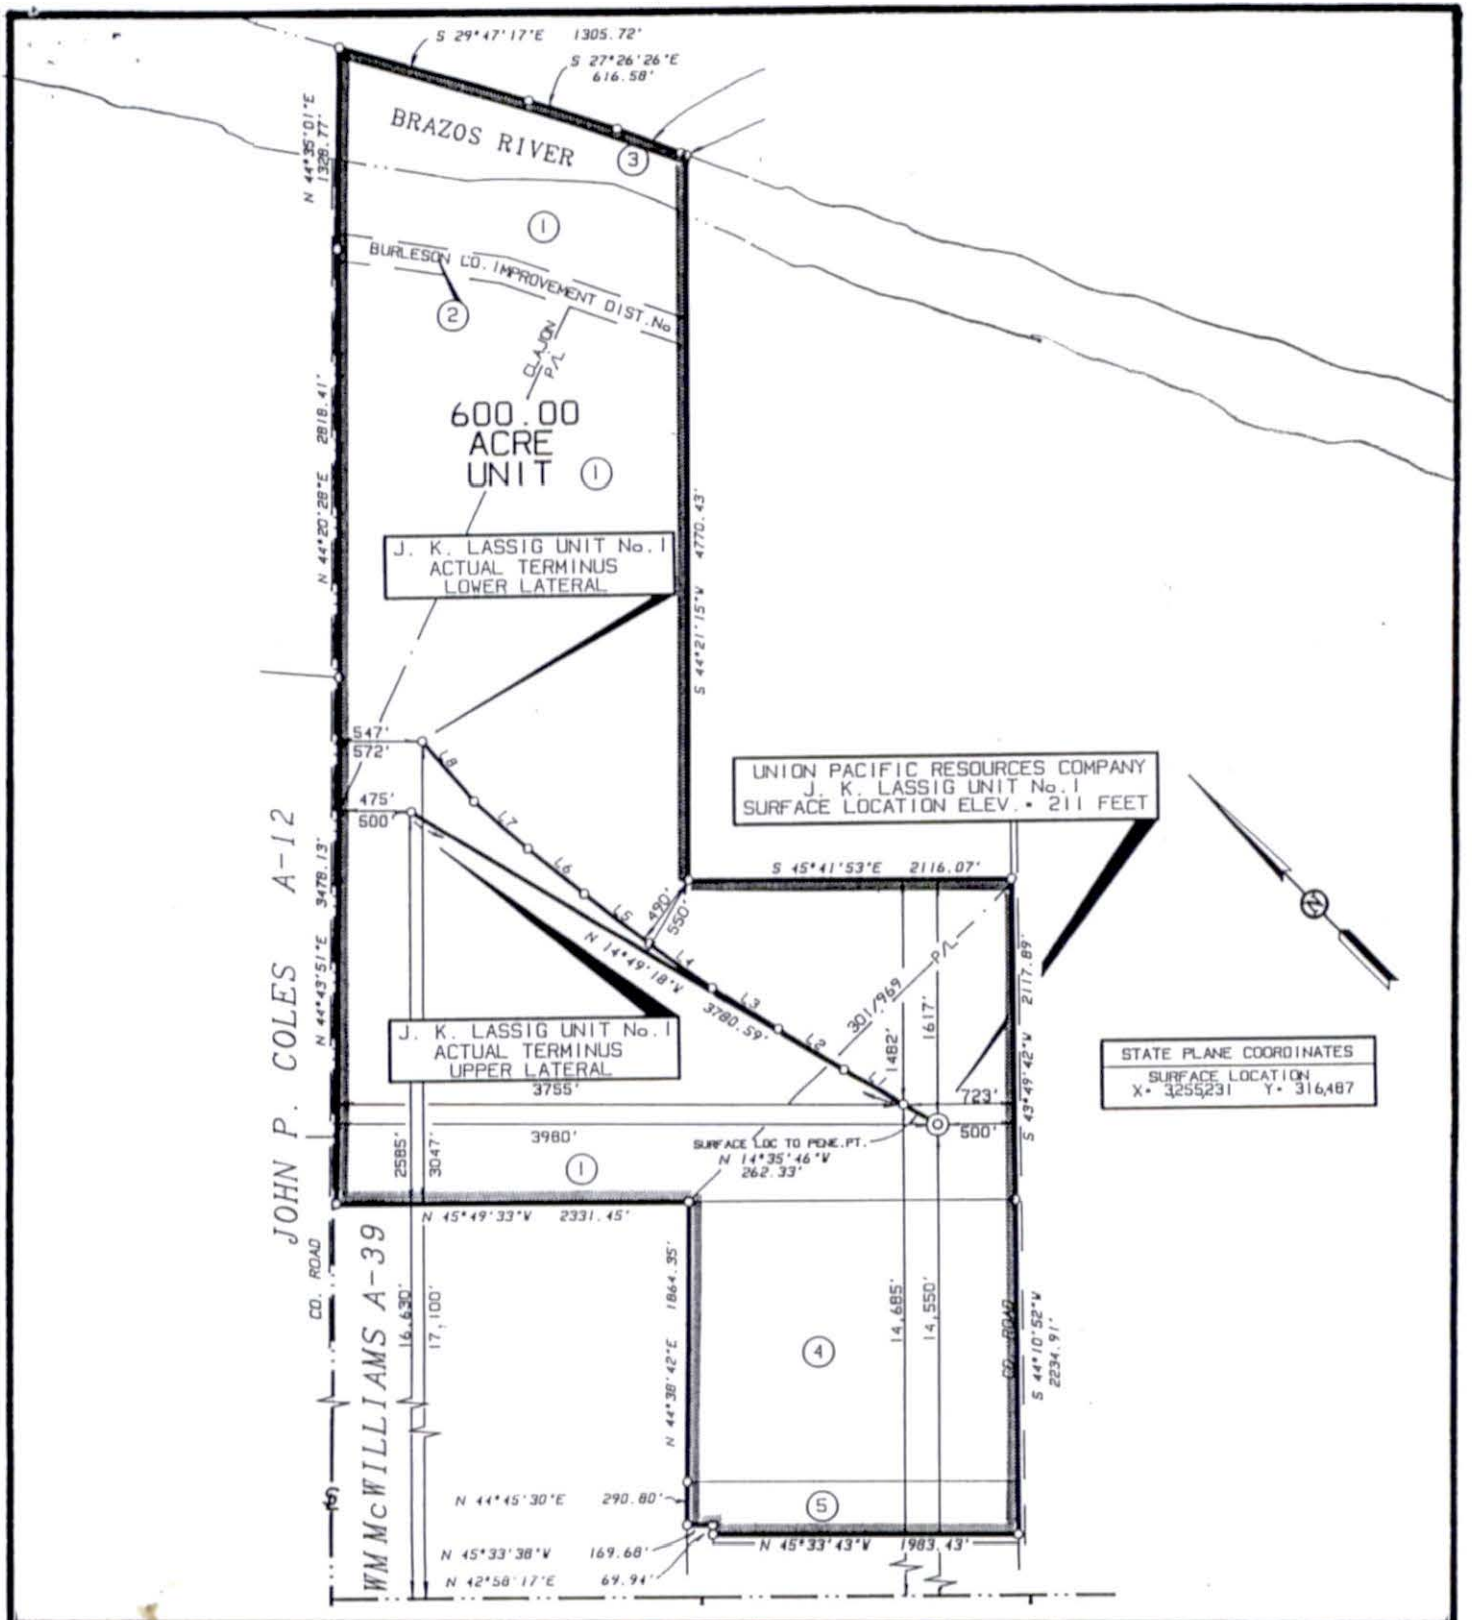 S 29°47'17"E 1305.72'
S 27°26'26"E
616.58'
N 44°35'01"E
1328.77'
BRAZOS RIVER
3
1
BURLESON CO. IMPROVEMENT DIST. No
2
CLAJON
P/L
600.00
ACRE
UNIT
1
N 44°20'28"E 2818.41'
S 44°21'15"W 4770.43'
J. K. LASSIG UNIT No. 1
ACTUAL TERMINUS
LOWER LATERAL
547'
572'
475'
500'
L8
L7
L6
L5
L4
L3
L2
L1
490'
550'
N 14°49'18"W 3780.59'
UNION PACIFIC RESOURCES COMPANY
J. K. LASSIG UNIT No. 1
SURFACE LOCATION ELEV. = 211 FEET
S 45°41'53"E 2116.07'
301/969
P/L
1482'
1617'
S 43°49'42"W 2117.89'
N
STATE PLANE COORDINATES
SURFACE LOCATION
X= 3,255,231 Y= 316,487
JOHN P. COLES A-12
N 44°43'51"E 3478.13'
J. K. LASSIG UNIT No. 1
ACTUAL TERMINUS
UPPER LATERAL
3755'
723'
3980'
500'
SURFACE LOC TO PENE. PT.
N 14°35'46"W
262.33'
2585'
3047'
1
N 45°49'33"W 2331.45'
CO. ROAD
WM McWILLIAMS A-39
16,630'
17,100'
N 44°38'42"E 1864.35'
14,685'
14,550'
4
CO. ROAD
S 44°10'52"W
2234.91'
N 44°45'30"E 290.80'
5
N 45°33'38"W 169.68'
N 45°33'43"W 1983.43'
N 42°58'17"E 69.94'